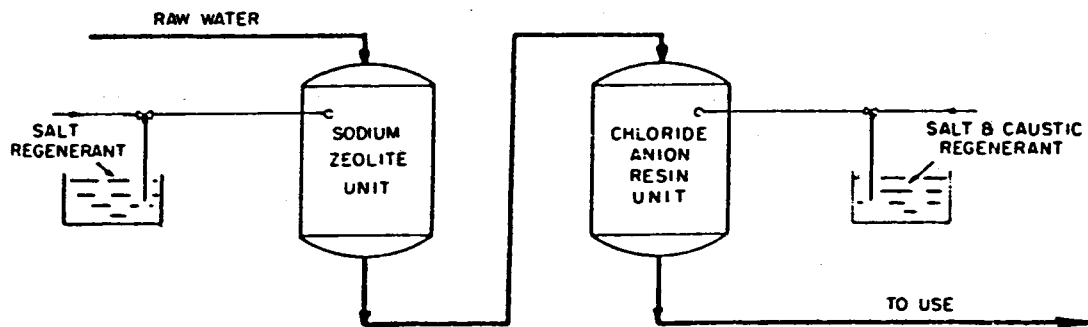 RAW WATER
SALT
REGENERANT
SODIUM
ZEOLITE
UNIT
CHLORIDE
ANION
RESIN
UNIT
SALT & CAUSTIC
REGENERANT
TO USE